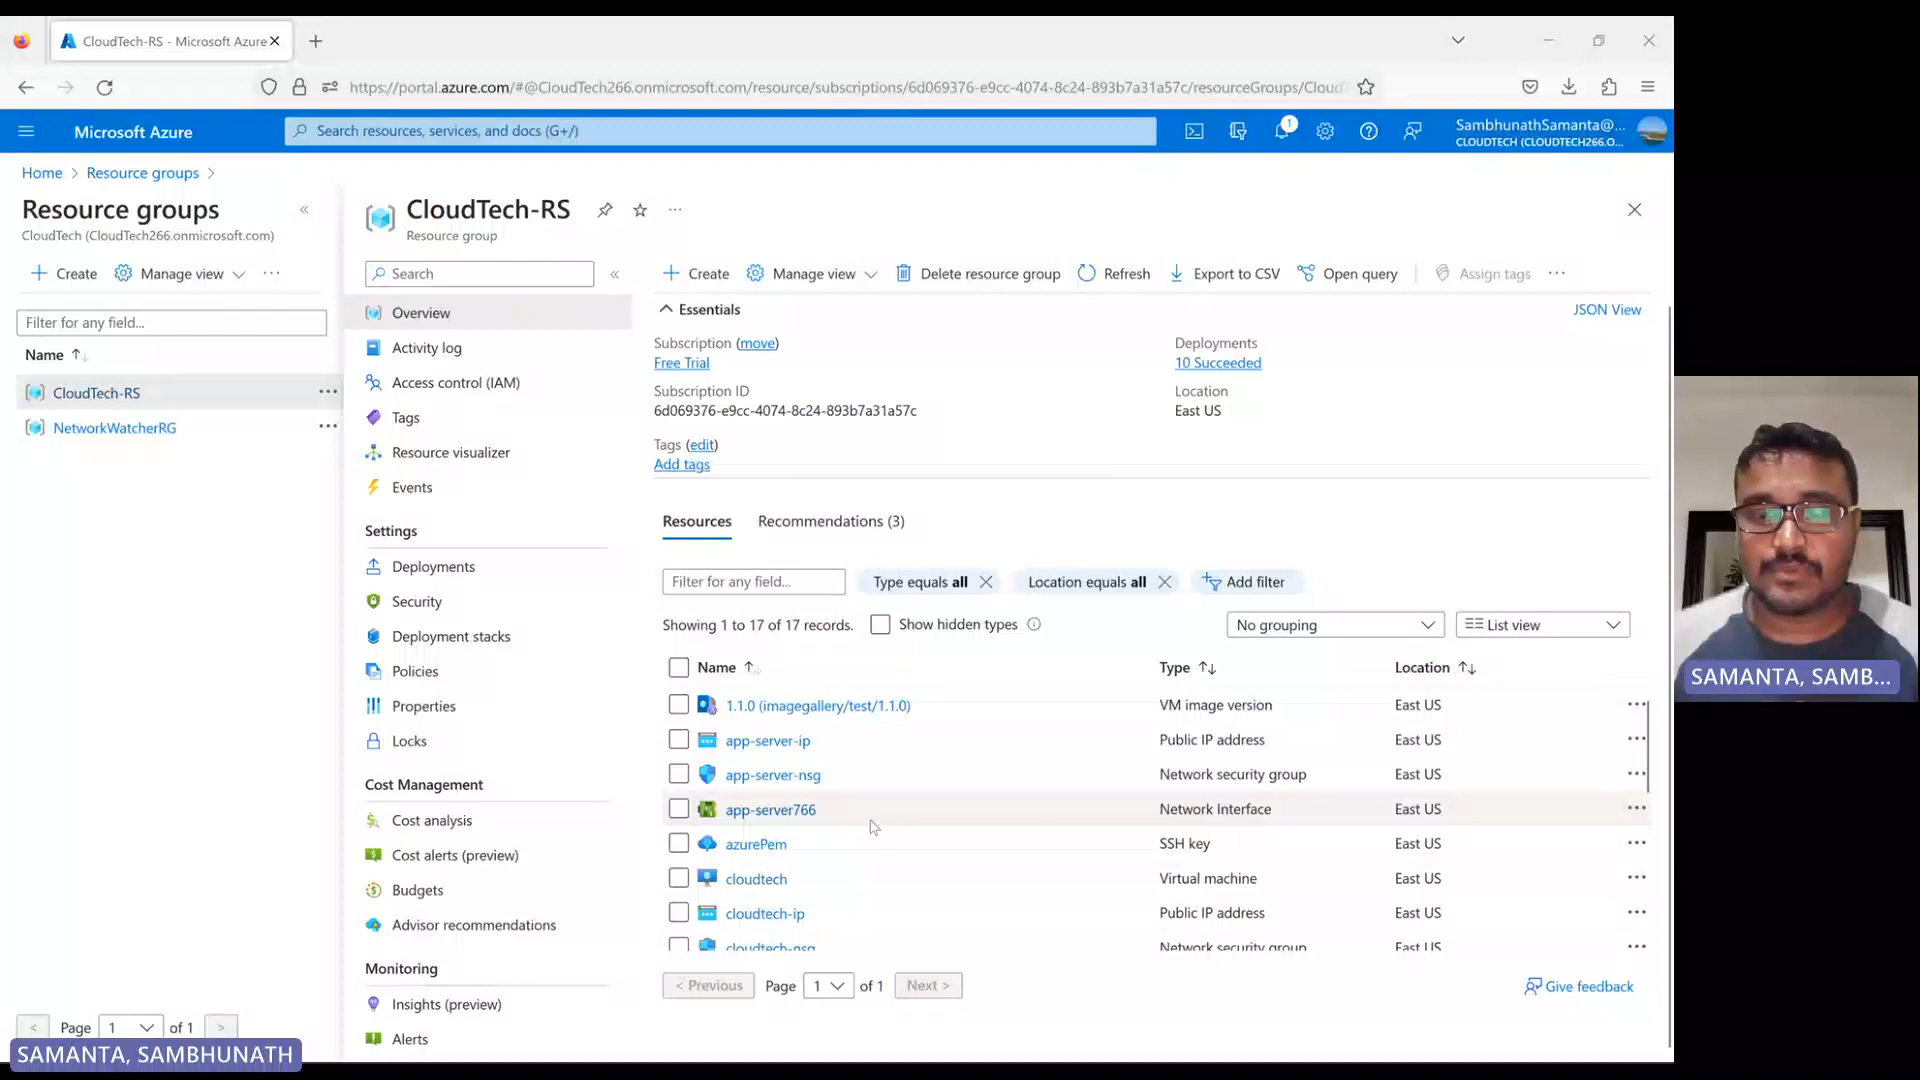 CloudTech-RS - Microsoft Azure
https://portal.azure.com/#@CloudTech266.onmicrosoft.com/resource/subscriptions/6d069376-e9cc-4074-8c24-893b7a31a57c/resourceGroups/Cloud
Microsoft Azure
Search resources, services, and docs (G+/)
1
SambhunathSamanta@...
CLOUDTECH (CLOUDTECH266.O...
Home > Resource groups >
Resource groups
CloudTech (CloudTech266.onmicrosoft.com)
+ Create Manage view ...
Filter for any field...
Name
CloudTech-RS ...
NetworkWatcherRG ...
< Page 1 of 1 >
SAMANTA, SAMBHUNATH
CloudTech-RS ...
Resource group
Search
Overview
Activity log
Access control (IAM)
Tags
Resource visualizer
Events
Settings
Deployments
Security
Deployment stacks
Policies
Properties
Locks
Cost Management
Cost analysis
Cost alerts (preview)
Budgets
Advisor recommendations
Monitoring
Insights (preview)
Alerts
+ Create Manage view Delete resource group Refresh Export to CSV Open query Assign tags ...
Essentials
JSON View
Subscription (move)
Free Trial
Subscription ID
6d069376-e9cc-4074-8c24-893b7a31a57c
Tags (edit)
Add tags
Deployments
10 Succeeded
Location
East US
Resources Recommendations (3)
Filter for any field... Type equals all Location equals all Add filter
Showing 1 to 17 of 17 records. Show hidden types No grouping List view
Name Type Location
1.1.0 (imagegallery/test/1.1.0) VM image version East US ...
app-server-ip Public IP address East US ...
app-server-nsg Network security group East US ...
app-server766 Network Interface East US ...
azurePem SSH key East US ...
cloudtech Virtual machine East US ...
cloudtech-ip Public IP address East US ...
cloudtech-nsg Network security group East US ...
< Previous Page 1 of 1 Next >
Give feedback
SAMANTA, SAMB...